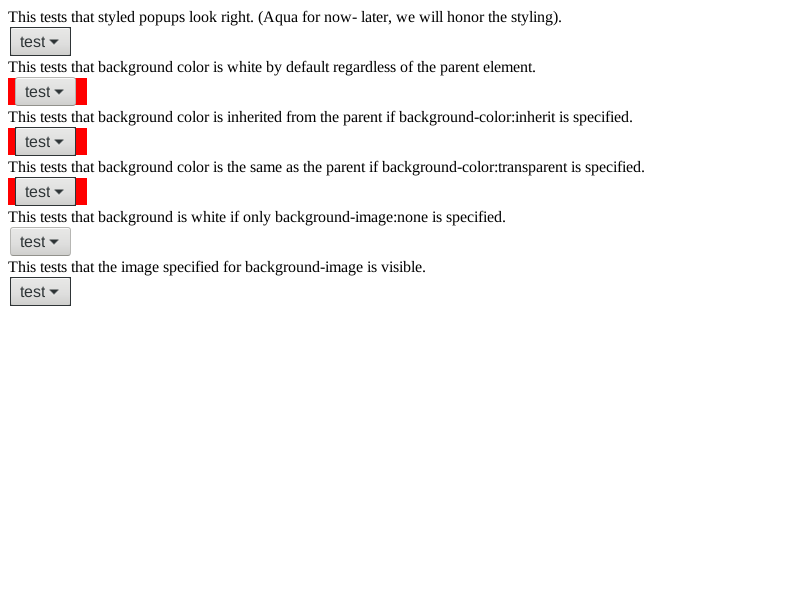 This tests that styled popups look right. (Aqua for now- later, we will honor the styling).
test
This tests that background color is white by default regardless of the parent element.
test
This tests that background color is inherited from the parent if background-color:inherit is specified.
test
This tests that background color is the same as the parent if background-color:transparent is specified.
test
This tests that background is white if only background-image:none is specified.
test
This tests that the image specified for background-image is visible.
test